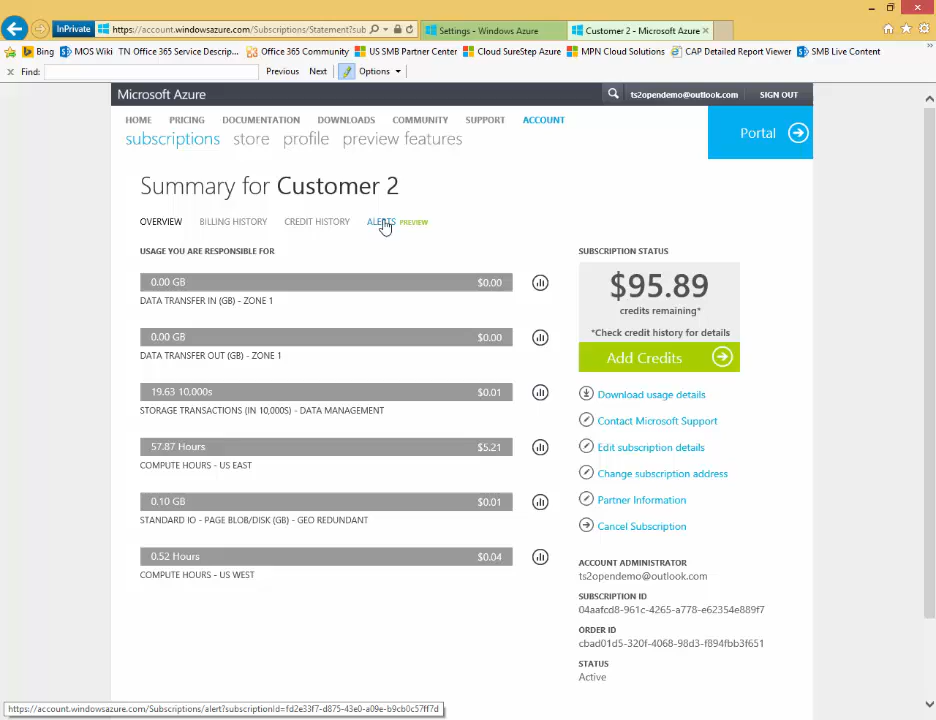 InPrivate https://account.windowsazure.com/Subscriptions/Statement?sub
Settings - Windows Azure
Customer 2 - Microsoft Azure
Bing MOS Wiki TN Office 365 Service Descrip... Office 365 Community US SMB Partner Center Cloud SureStep Azure MPN Cloud Solutions CAP Detailed Report Viewer SMB Live Content
Find: Previous Next Options
Microsoft Azure ts2opendemo@outlook.com SIGN OUT
HOME PRICING DOCUMENTATION DOWNLOADS COMMUNITY SUPPORT ACCOUNT
subscriptions store profile preview features
Portal
Summary for Customer 2
OVERVIEW BILLING HISTORY CREDIT HISTORY ALERTS PREVIEW
USAGE YOU ARE RESPONSIBLE FOR
0.00 GB $0.00
DATA TRANSFER IN (GB) - ZONE 1
0.00 GB $0.00
DATA TRANSFER OUT (GB) - ZONE 1
19.63 10,000s $0.01
STORAGE TRANSACTIONS (IN 10,000S) - DATA MANAGEMENT
57.87 Hours $5.21
COMPUTE HOURS - US EAST
0.10 GB $0.01
STANDARD IO - PAGE BLOB/DISK (GB) - GEO REDUNDANT
0.52 Hours $0.04
COMPUTE HOURS - US WEST
SUBSCRIPTION STATUS
$95.89
credits remaining*
*Check credit history for details
Add Credits
Download usage details
Contact Microsoft Support
Edit subscription details
Change subscription address
Partner Information
Cancel Subscription
ACCOUNT ADMINISTRATOR
ts2opendemo@outlook.com
SUBSCRIPTION ID
04aafcd8-961c-4265-a778-e62354e889f7
ORDER ID
cbad01d5-320f-4068-98d3-f894fbb3f651
STATUS
Active
https://account.windowsazure.com/Subscriptions/alert?subscriptionId=fd2e33f7-d875-43e0-a09e-b9cb0c57ff7d